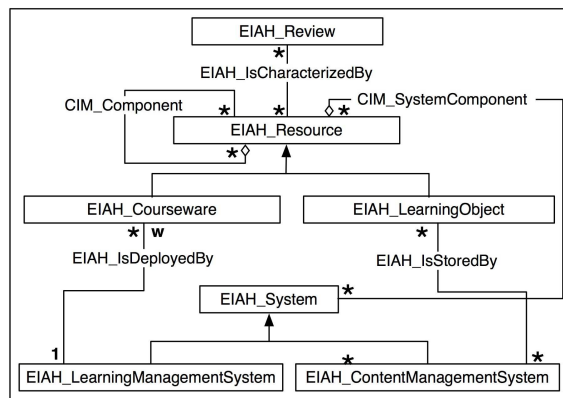 EIAH_Review
*
EIAH_IsCharacterizedBy
CIM_Component
CIM_SystemComponent
* * *
EIAH_Resource
*
EIAH_Courseware
EIAH_LearningObject
* w
*
EIAH_IsDeployedBy
EIAH_IsStoredBy
EIAH_System
*
1
* *
EIAH_LearningManagementSystem
EIAH_ContentManagementSystem